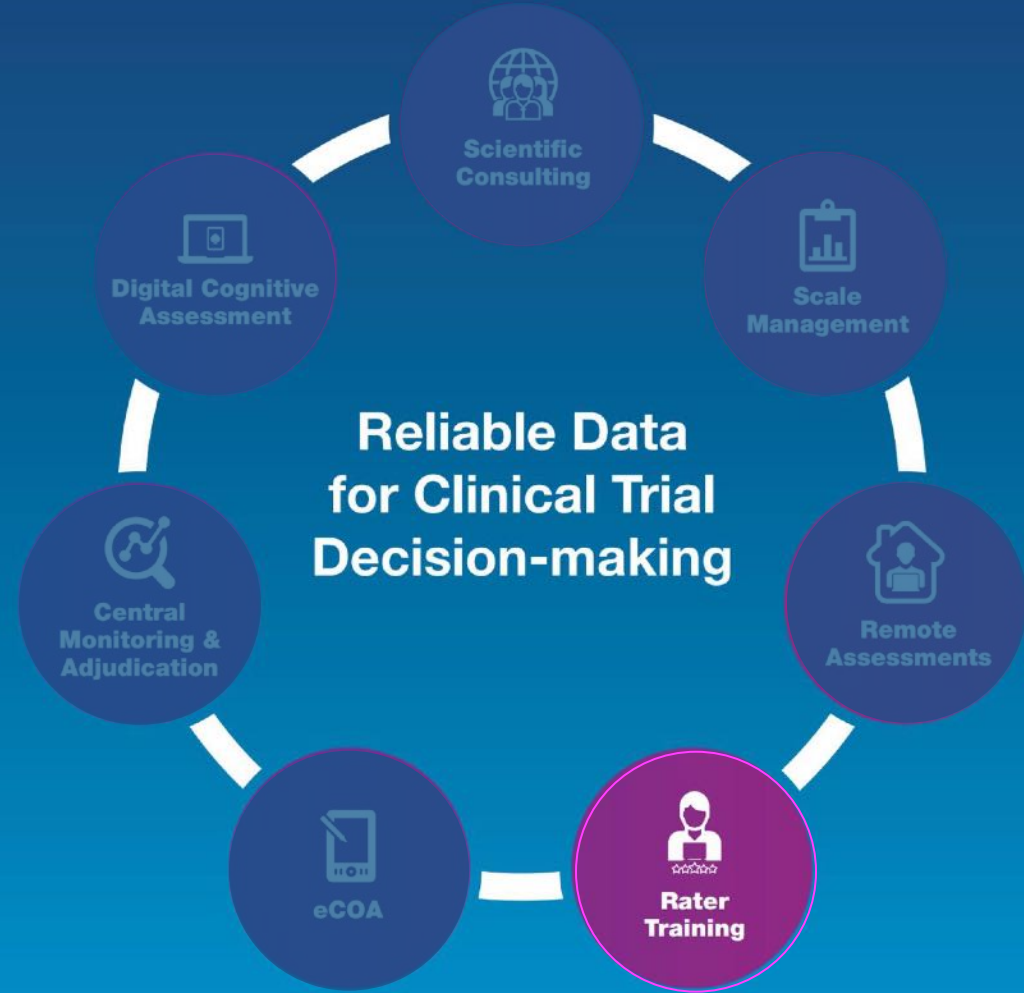 Scientific
Consulting
Digital Cognitive
Assessment
Scale
Management
Reliable Data
for Clinical Trial
Decision-making
Central
Monitoring &
Adjudication
Remote
Assessments
eCOA
Rater
Training